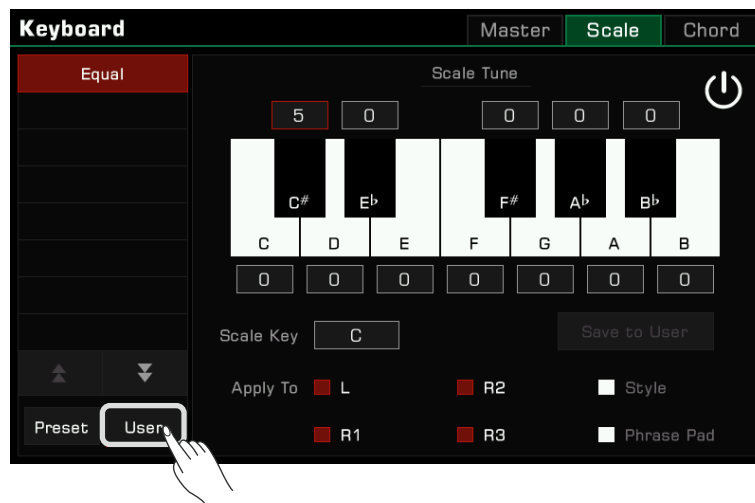 Keyboard Master Scale Chord
Equal
Scale Tune
5 0 0 0 0
C# E♭ F# A♭ B♭
C D E F G A B
0 0 0 0 0 0 0
Scale Key C Save to User
Apply To L R2 Style
Preset User R1 R3 Phrase Pad